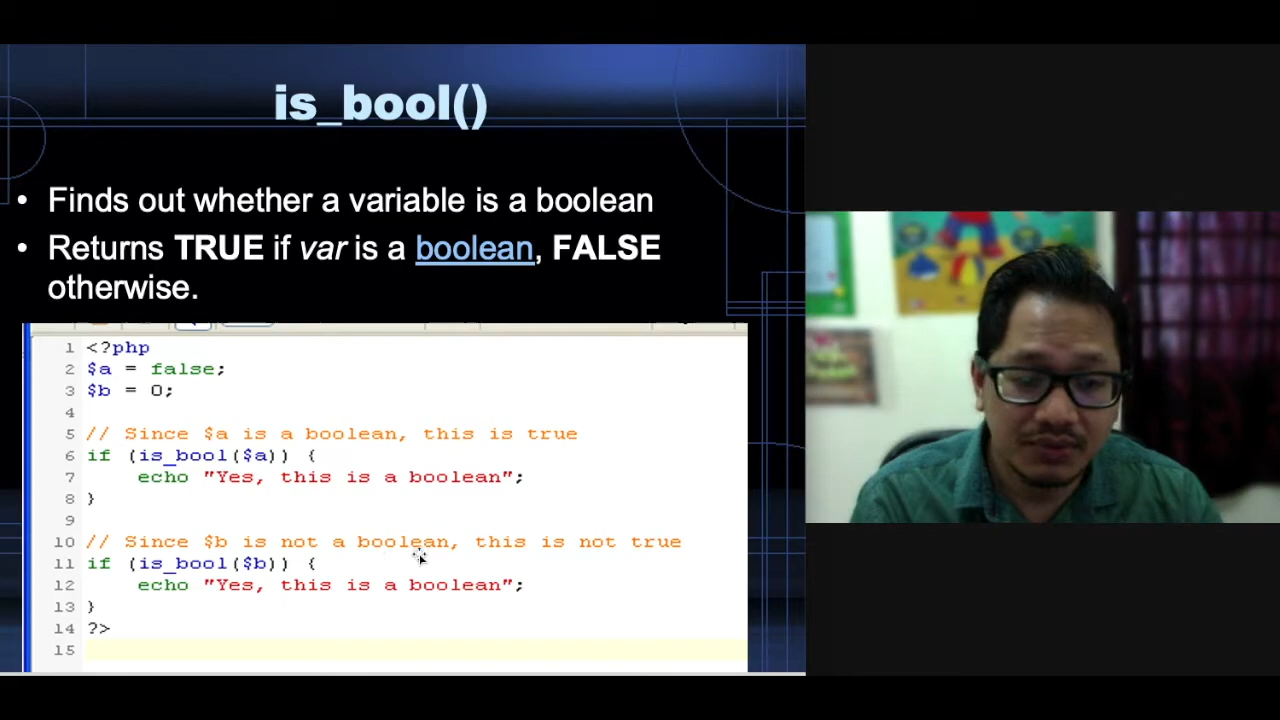 is_bool()
• Finds out whether a variable is a boolean
• Returns TRUE if var is a boolean, FALSE
otherwise.
1 <?php
2 $a = false;
3 $b = 0;
4
5 // Since $a is a boolean, this is true
6 if (is_bool($a)) {
7 echo "Yes, this is a boolean";
8 }
9
10 // Since $b is not a boolean, this is not true
11 if (is_bool($b)) {
12 echo "Yes, this is a boolean";
13 }
14 ?>
15